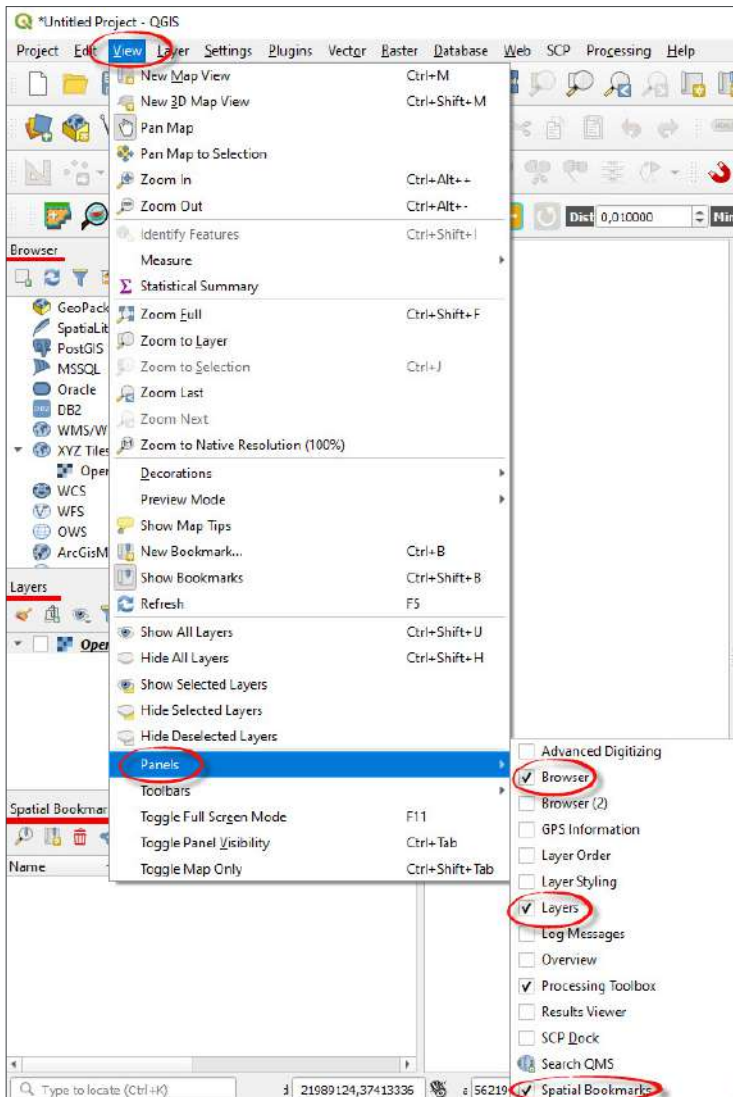 *Untitled Project - QGIS
Project Edit View Layer Settings Plugins Vector Raster Database Web SCP Processing Help
New Map View Ctrl+M
New 3D Map View Ctrl+Shift+M
Pan Map
Pan Map to Selection
Zoom In Ctrl+Alt++
Zoom Out Ctrl+Alt+-
Dist 0,010000
Identify Features Ctrl+Shift+I
Browser
Measure
Σ Statistical Summary
GeoPack
Zoom Full Ctrl+Shift+F
SpatiaLit
Zoom to Layer
PostGIS
MSSQL
Zoom to Selection Ctrl+J
Oracle
Zoom Last
DB2
Zoom Next
WMS/W
Zoom to Native Resolution (100%)
XYZ Tiles
Oper
Decorations
WCS
Preview Mode
WFS
Show Map Tips
OWS
ArcGisM
New Bookmark... Ctrl+B
Show Bookmarks Ctrl+Shift+B
Layers
Refresh F5
Show All Layers Ctrl+Shift+U
Oper
Hide All Layers Ctrl+Shift+H
Show Selected Layers
Hide Selected Layers
Hide Deselected Layers
Panels
Toolbars
Toggle Full Screen Mode F11
Toggle Panel Visibility Ctrl+Tab
Toggle Map Only Ctrl+Shift+Tab
Spatial Bookmar
Name
Advanced Digitizing
Browser
Browser (2)
GPS Information
Layer Order
Layer Styling
Layers
Log Messages
Overview
Processing Toolbox
Results Viewer
SCP Dock
Search QMS
Spatial Bookmarks
Type to locate (Ctrl+K) 21989124,37413336 56219